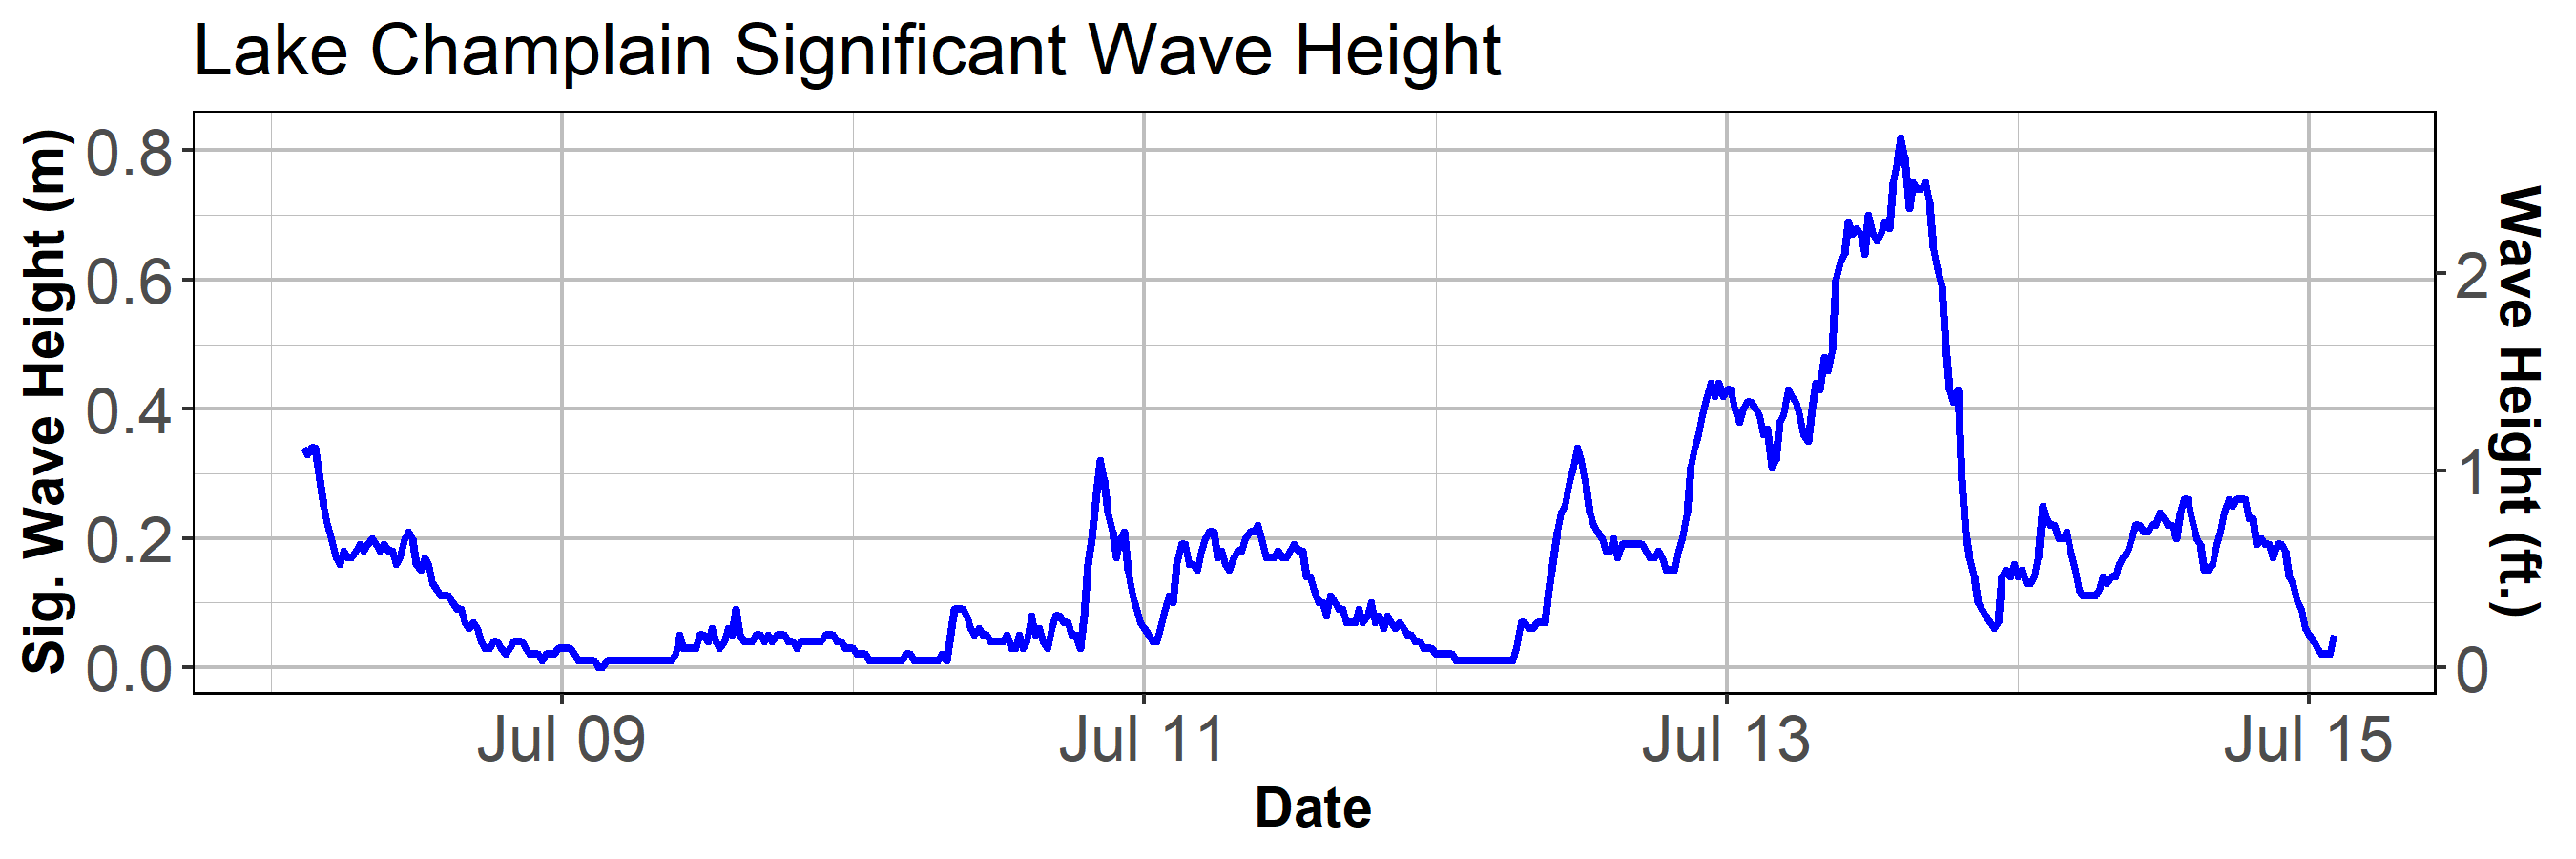 Lake Champlain Significant Wave Height
Sig. Wave Height (m)
0.8
0.6
0.4
0.2
0.0
Wave Height (ft.)
2
1
0
Jul 09
Jul 11
Jul 13
Jul 15
Date